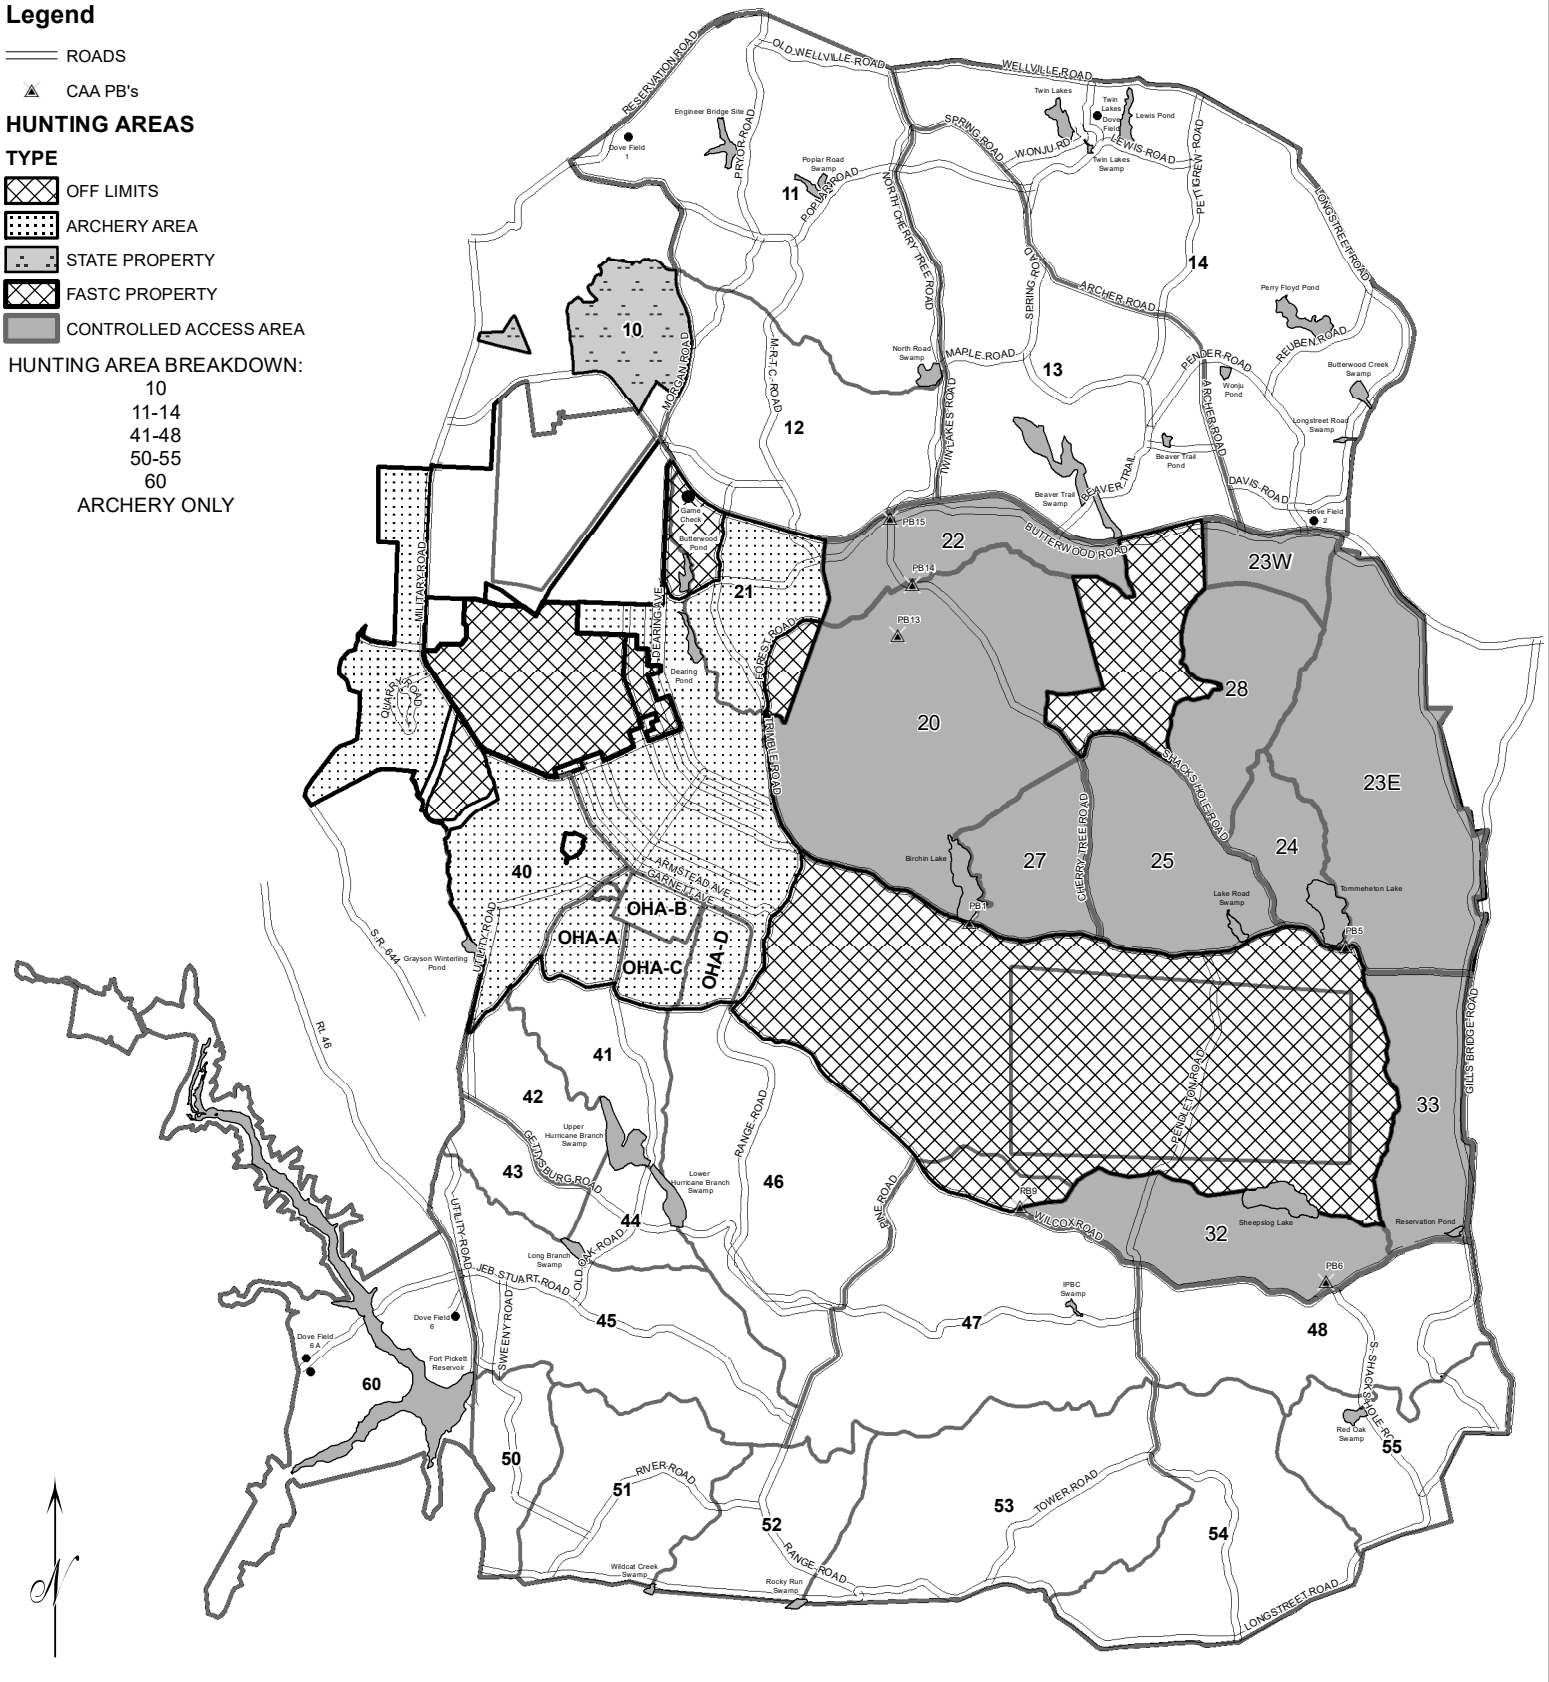 Legend
ROADS
CAA PB's
HUNTING AREAS
TYPE
OFF LIMITS
ARCHERY AREA
STATE PROPERTY
FASTC PROPERTY
CONTROLLED ACCESS AREA
HUNTING AREA BREAKDOWN:
10
11-14
41-48
50-55
60
ARCHERY ONLY
RESERVATION ROAD
OLD WELLVILLE ROAD
WELLVILLE ROAD
Engineer Bridge Site
Dove Field
1
PRYOR ROAD
Poplar Road
Swamp
11
POPLAR ROAD
NORTH CHERRY TREE ROAD
SPRING ROAD
Twin Lakes
Twin
Lakes
Dove
Field
Lewis Pond
WONJU RD
LEWIS ROAD
Twin Lakes
Swamp
PETTIGREW ROAD
LONGSTREET ROAD
14
SPRING ROAD
ARCHER ROAD
Perry Floyd Pond
REUBEN ROAD
10
MORGAN ROAD
M-R-T-C-ROAD
North Road
Swamp
MAPLE ROAD
13
PENDER ROAD
Wonju
Pond
Butterwood Creek
Swamp
12
TWIN LAKES ROAD
ARCHER ROAD
Longstreet Road
Swamp
Beaver Trail
Pond
BEAVER TRAIL
Beaver Trail
Swamp
DAVIS ROAD
Dove Field
2
Game
Check
Butterwood
Pond
PB15
22
BUTTERWOOD ROAD
23W
MILITARY ROAD
DEARING AVE
21
PB14
PB13
FOREST ROAD
Dearing
Pond
QUARRY ROAD
TRIMBLE ROAD
20
28
SHACKS HOLE ROAD
23E
CHERRY TREE ROAD
Birchin Lake
27
25
24
40
ARMSTEAD AVE
GARNETT AVE
Lake Road
Swamp
Tommeheton Lake
OHA-B
OHA-A
OHA-C
OHA-D
PB1
PB5
S.R. 644
Grayson Winterling
Pond
UTILITY ROAD
Rt. 46
GILLS BRIDGE ROAD
41
42
Upper
Hurricane Branch
Swamp
RANGE ROAD
PENDLETON ROAD
33
GETTYSBURG ROAD
43
Lower
Hurricane Branch
Swamp
46
PINE ROAD
PB9
WILCOX ROAD
Sheepslog Lake
32
Reservation Pond
44
UTILITY ROAD
Long Branch
Swamp
OLD OAK ROAD
JEB STUART ROAD
PB6
IPBC
Swamp
Dove Field
6
SWEENY ROAD
45
47
48
Dove Field
6 A
Fort Pickett
Reservoir
60
S-SHACKS HOLE-RD
Red Oak
Swamp
55
50
51
RIVER ROAD
52
53
TOWER ROAD
54
RANGE ROAD
Wildcat Creek
Swamp
Rocky Run
Swamp
LONGSTREET ROAD
N